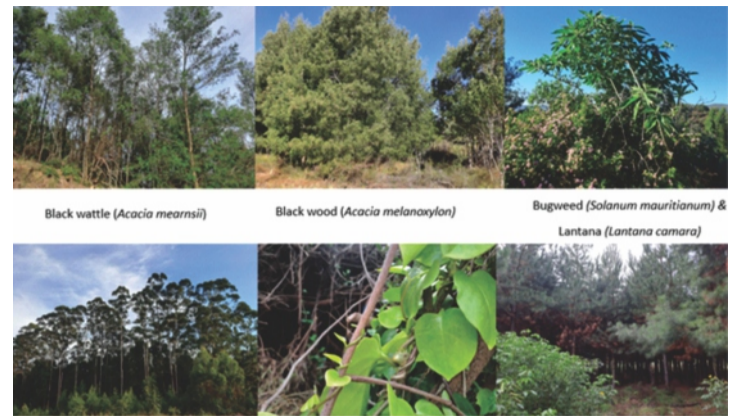 Black wattle (Acacia mearnsii)
Black wood (Acacia melanoxylon)
Bugweed (Solanum mauritianum) &
Lantana (Lantana camara)